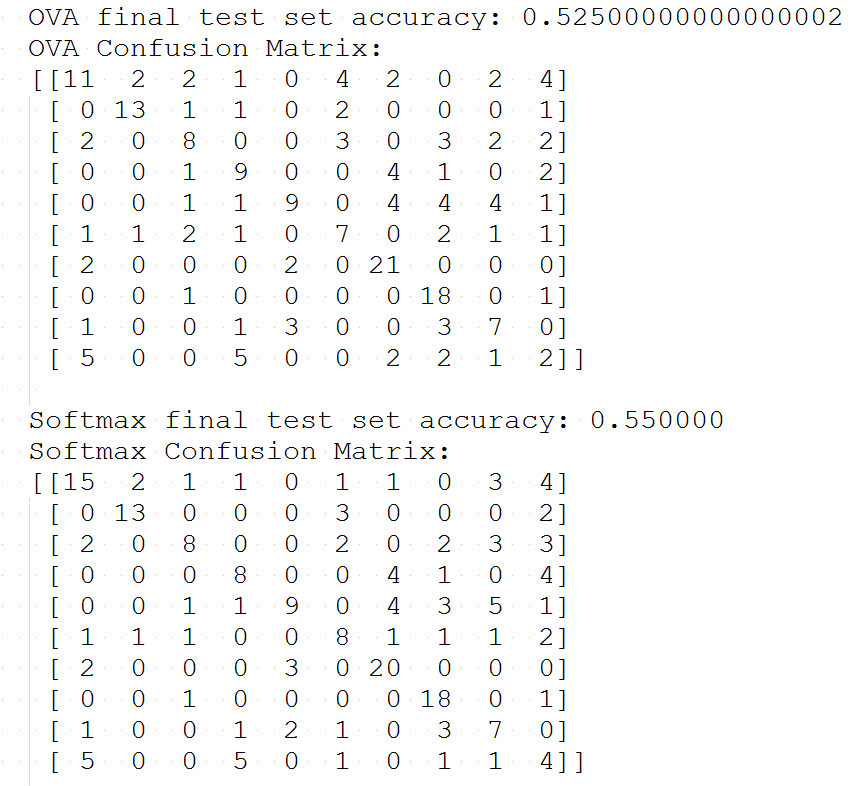 OVA final test set accuracy: 0.52500000000000002
OVA Confusion Matrix:
[[11  2  2  1  0  4  2  0  2  4]
 [ 0 13  1  1  0  2  0  0  0  1]
 [ 2  0  8  0  0  3  0  3  2  2]
 [ 0  0  1  9  0  0  4  1  0  2]
 [ 0  0  1  1  9  0  4  4  4  1]
 [ 1  1  2  1  0  7  0  2  1  1]
 [ 2  0  0  0  2  0 21  0  0  0]
 [ 0  0  1  0  0  0  0 18  0  1]
 [ 1  0  0  1  3  0  0  3  7  0]
 [ 5  0  0  5  0  0  2  2  1  2]]
Softmax final test set accuracy: 0.550000
Softmax Confusion Matrix:
[[15  2  1  1  0  1  1  0  3  4]
 [ 0 13  0  0  0  3  0  0  0  2]
 [ 2  0  8  0  0  2  0  2  3  3]
 [ 0  0  0  8  0  0  4  1  0  4]
 [ 0  0  1  1  9  0  4  3  5  1]
 [ 1  1  1  0  0  8  1  1  1  2]
 [ 2  0  0  0  3  0 20  0  0  0]
 [ 0  0  1  0  0  0  0 18  0  1]
 [ 1  0  0  1  2  1  0  3  7  0]
 [ 5  0  0  5  0  1  0  1  1  4]]